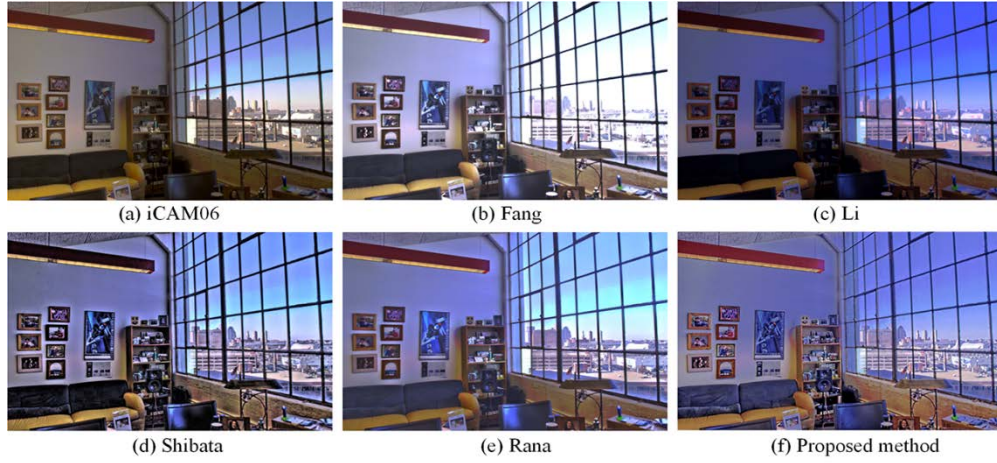 (a) iCAM06
(b) Fang
(c) Li
(d) Shibata
(e) Rana
(f) Proposed method